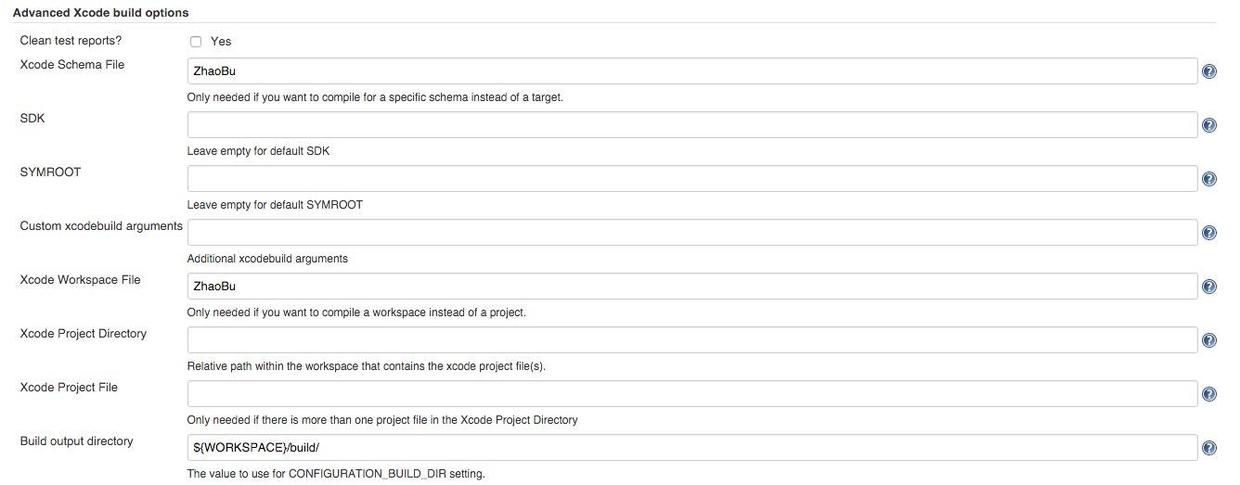 Advanced Xcode build options
Clean test reports? Yes
Xcode Schema File ZhaoBu
Only needed if you want to compile for a specific schema instead of a target.
SDK
Leave empty for default SDK
SYMROOT
Leave empty for default SYMROOT
Custom xcodebuild arguments
Additional xcodebuild arguments
Xcode Workspace File ZhaoBu
Only needed if you want to compile a workspace instead of a project.
Xcode Project Directory
Relative path within the workspace that contains the xcode project file(s).
Xcode Project File
Only needed if there is more than one project file in the Xcode Project Directory
Build output directory ${WORKSPACE}/build/
The value to use for CONFIGURATION_BUILD_DIR setting.